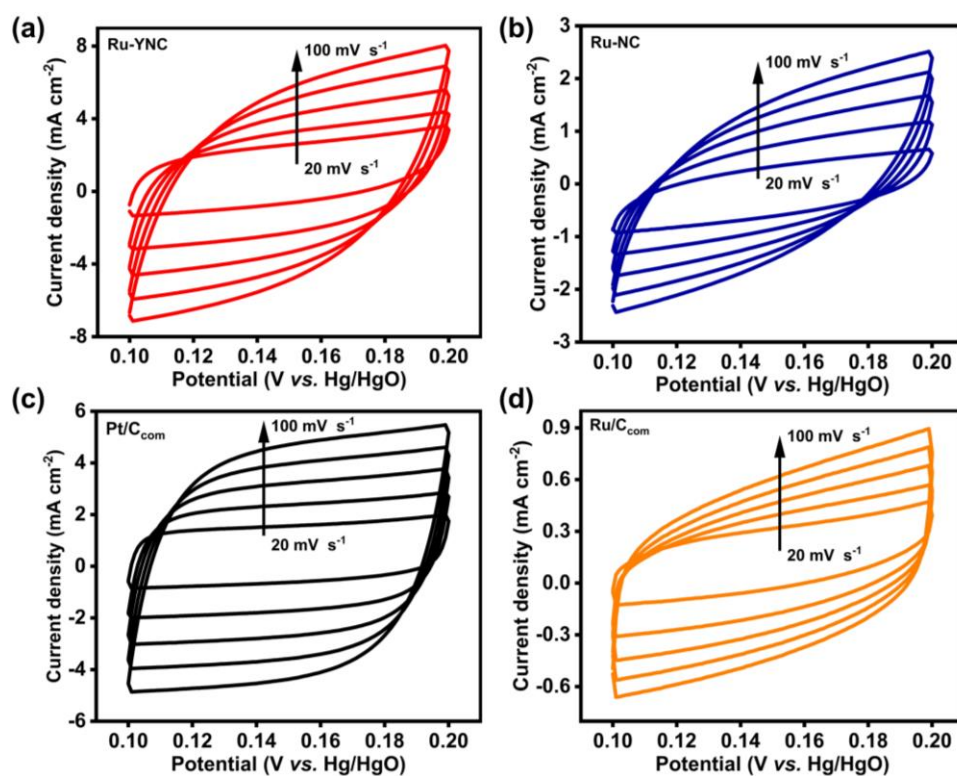 (a)
Ru-YNC
100 mV s-1
20 mV s-1
8
4
0
-4
-8
Current density (mA cm-2)
0.10 0.12 0.14 0.16 0.18 0.20
Potential (V vs. Hg/HgO)
(b)
Ru-NC
100 mV s-1
20 mV s-1
3
2
1
0
-1
-2
-3
Current density (mA cm-2)
0.10 0.12 0.14 0.16 0.18 0.20
Potential (V vs. Hg/HgO)
(c)
Pt/Ccom
100 mV s-1
20 mV s-1
6
4
2
0
-2
-4
-6
Current density (mA cm-2)
0.10 0.12 0.14 0.16 0.18 0.20
Potential (V vs. Hg/HgO)
(d)
Ru/Ccom
100 mV s-1
20 mV s-1
0.9
0.6
0.3
0.0
-0.3
-0.6
Current density (mA cm-2)
0.10 0.12 0.14 0.16 0.18 0.20
Potential (V vs. Hg/HgO)